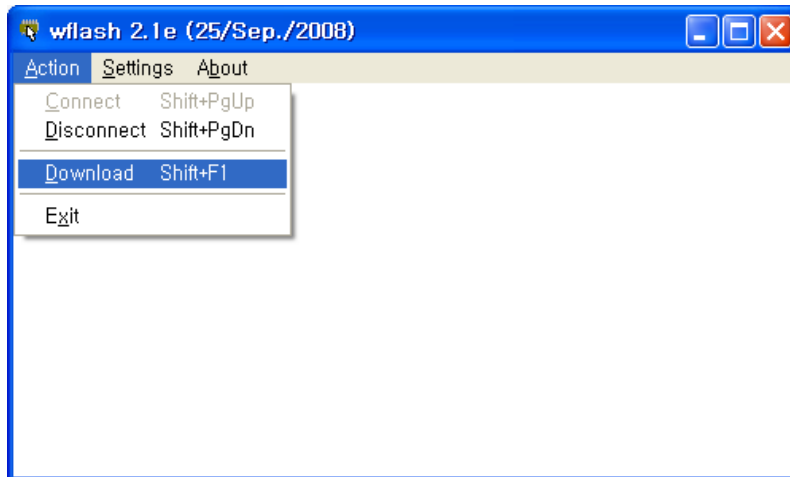 wflash 2.1e (25/Sep./2008)
Action Settings About
Connect Shift+PgUp
Disconnect Shift+PgDn
Download Shift+F1
Exit